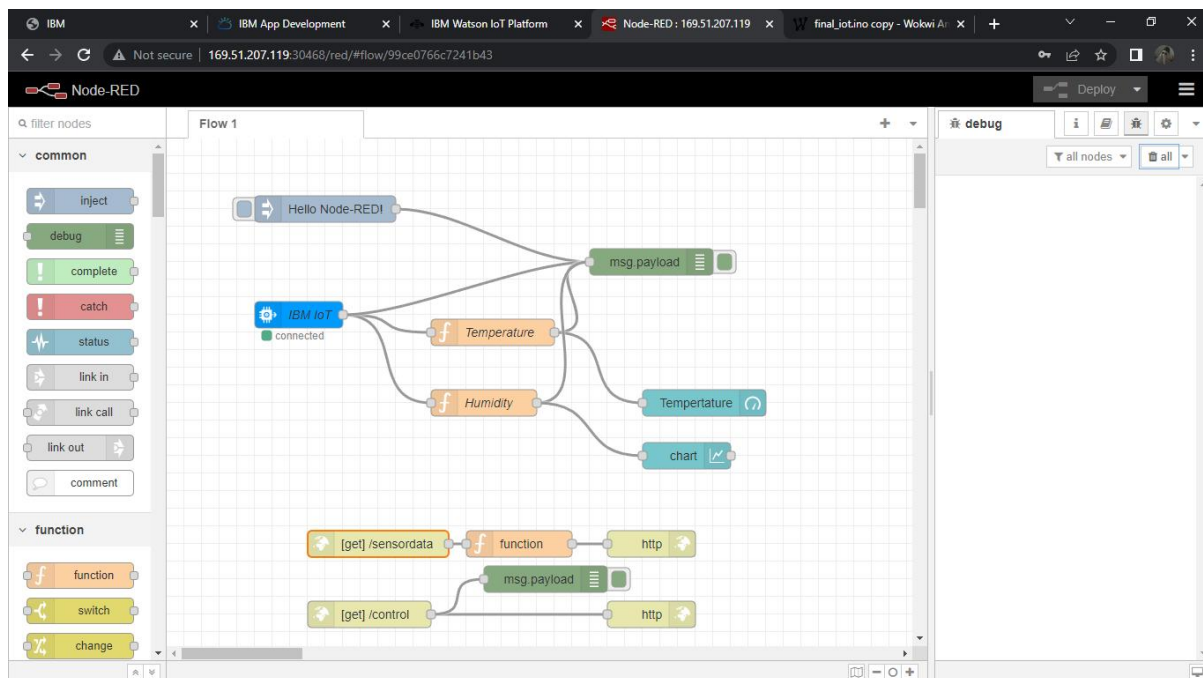 IBM
IBM App Development
IBM Watson IoT Platform
Node-RED : 169.51.207.119
final_iot.ino copy - Wokwi Ar
Not secure | 169.51.207.119:30468/red/#flow/99ce0766c7241b43
Node-RED
Deploy
filter nodes
Flow 1
debug
common
all nodes
all
inject
debug
complete
catch
status
link in
link call
link out
comment
function
function
switch
change
Hello Node-RED!
msg.payload
IBM IoT
connected
Temperature
Humidity
Tempertature
chart
[get] /sensordata
function
http
msg.payload
[get] /control
http